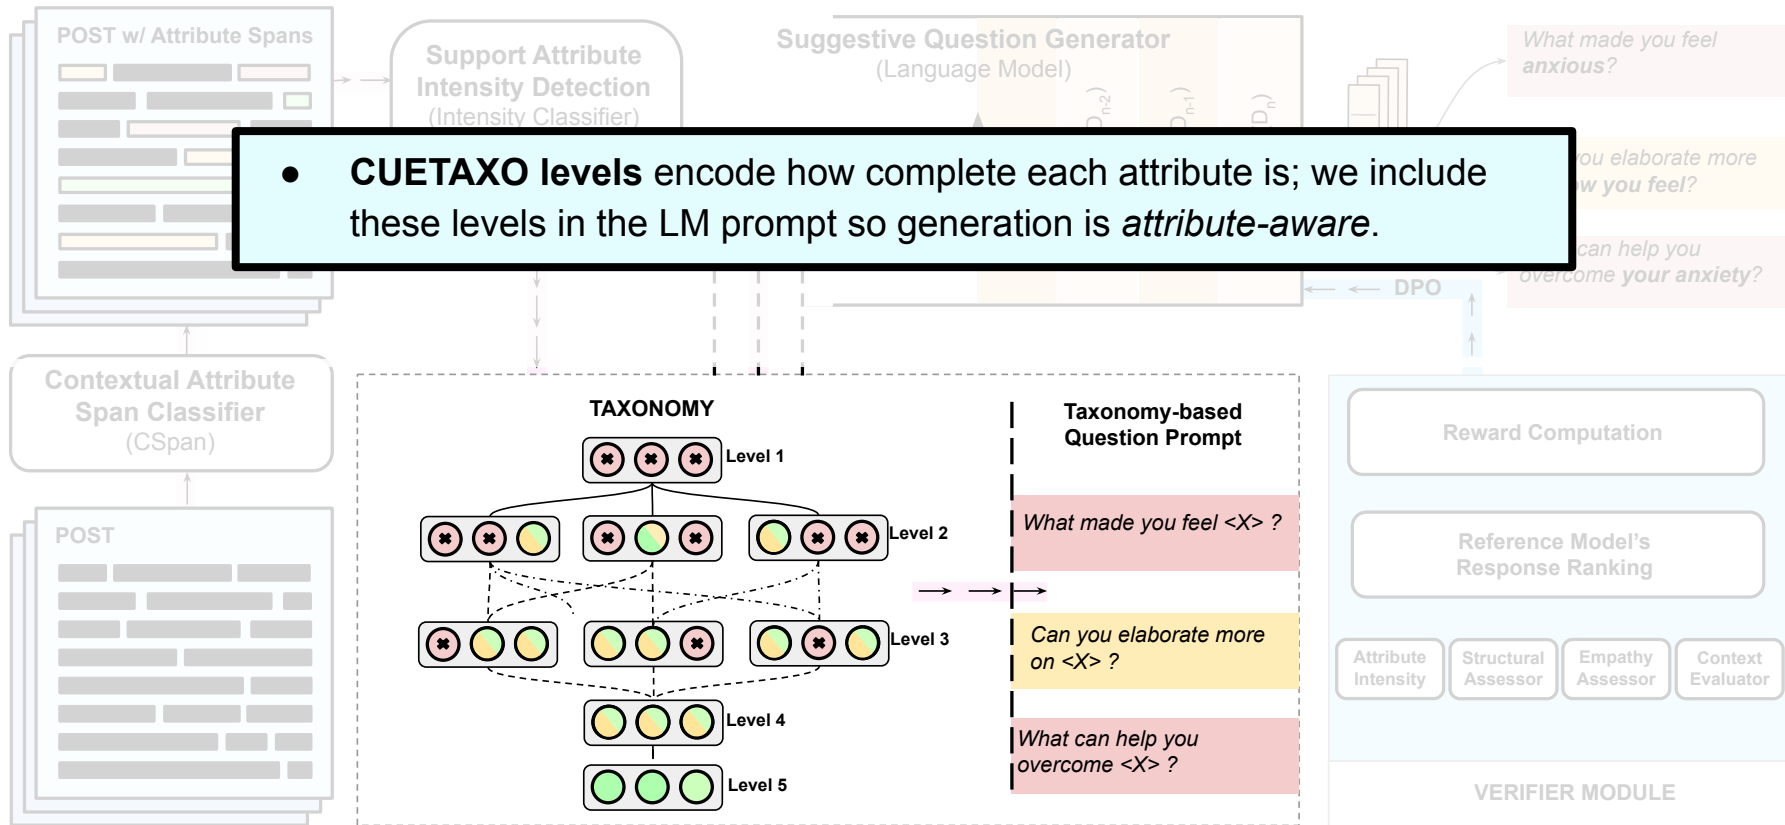 POST w/ Attribute Spans
Support Attribute
Intensity Detection
(Intensity Classifier)
Suggestive Question Generator
(Language Model)
D n-2)
D n-1)
(D n)
What made you feel
anxious?
you elaborate more
ow you feel?
can help you
overcome your anxiety?
● CUETAXO levels encode how complete each attribute is; we include
these levels in the LM prompt so generation is attribute-aware.
DPO
Contextual Attribute
Span Classifier
(CSpan)
POST
TAXONOMY
Level 1
Level 2
Level 3
Level 4
Level 5
Taxonomy-based
Question Prompt
What made you feel <X> ?
Can you elaborate more
on <X> ?
What can help you
overcome <X> ?
Reward Computation
Reference Model's
Response Ranking
Attribute
Intensity
Structural
Assessor
Empathy
Assessor
Context
Evaluator
VERIFIER MODULE